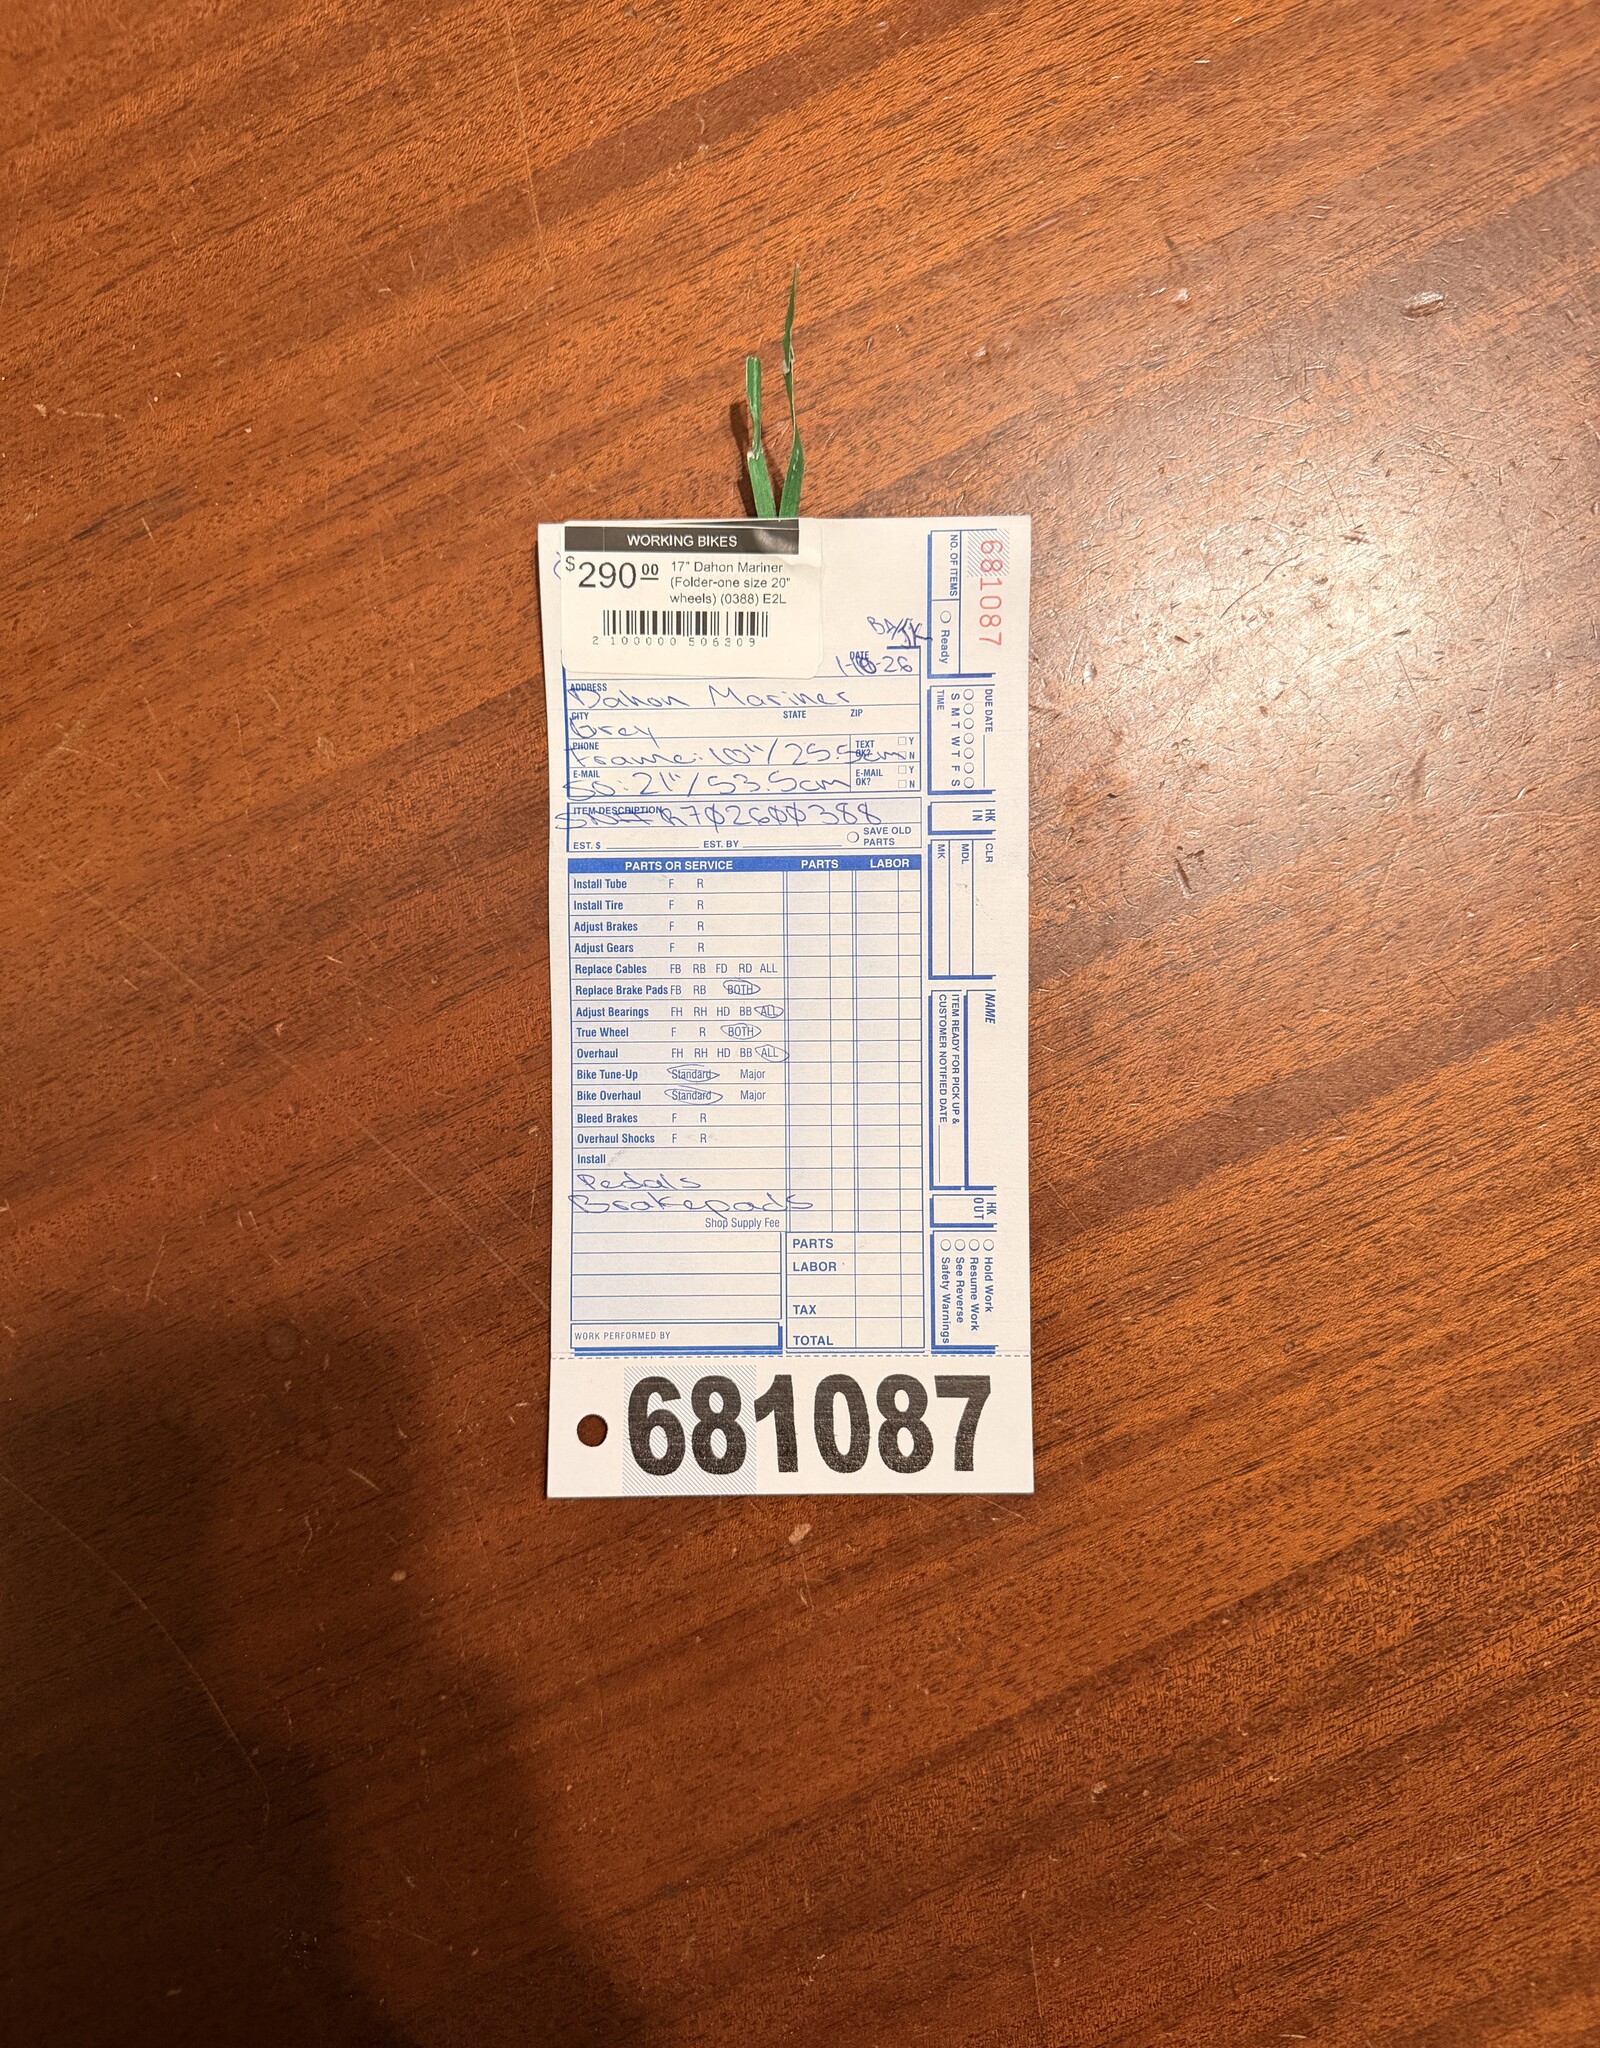 WORKING BIKES
$290 00
17" Dahon Mariner
(Folder-one size 20"
wheels) (0388) E2L
2 100000 506309
DATE
1-16-26
ADDRESS
Dahon Mariner
CITY STATE ZIP
Grey
PHONE TEXT OK? Y N
Frame: 10"/25.5cm
E-MAIL E-MAIL OK? Y N
SO: 21"/53.5cm
ITEM DESCRIPTION
SN# R702600388
EST. $ EST. BY SAVE OLD PARTS
PARTS OR SERVICE PARTS LABOR
Install Tube F R
Install Tire F R
Adjust Brakes F R
Adjust Gears F R
Replace Cables FB RB FD RD ALL
Replace Brake Pads FB RB BOTH
Adjust Bearings FH RH HD BB ALL
True Wheel F R BOTH
Overhaul FH RH HD BB ALL
Bike Tune-Up Standard Major
Bike Overhaul Standard Major
Bleed Brakes F R
Overhaul Shocks F R
Install
Pedals
Brakepads
Shop Supply Fee
PARTS
LABOR
TAX
WORK PERFORMED BY
TOTAL
681087
681087
NO. OF ITEMS
Ready
DUE DATE
S M T W T F S
TIME
HK IN
CLR
MDL
MK
NAME
ITEM READY FOR PICK UP &
CUSTOMER NOTIFIED DATE
HK OUT
Hold Work
Resume Work
See Reverse
Safety Warnings